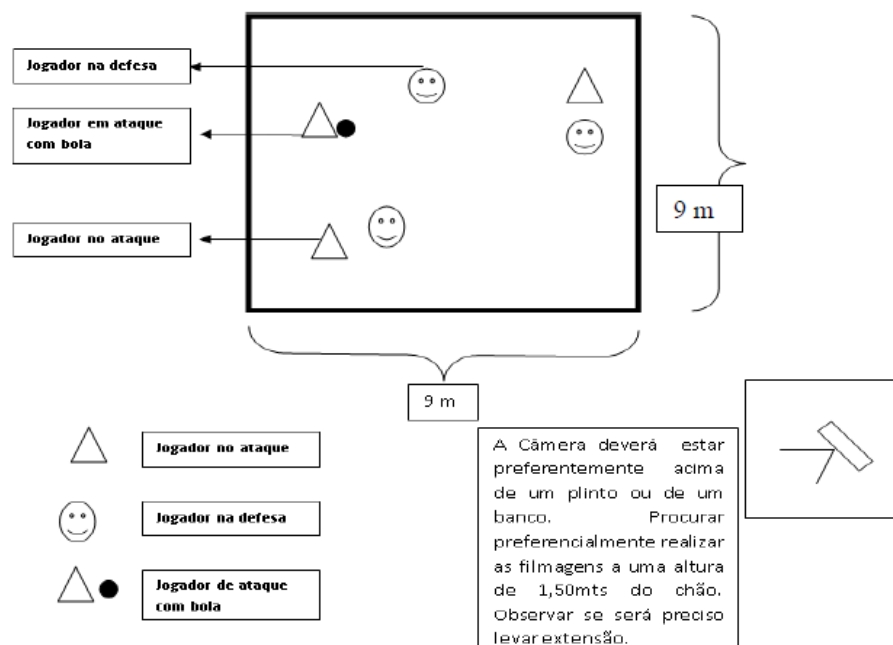 Jogador na defesa
Jogador em ataque
com bola
Jogador no ataque
9 m
9 m
Jogador no ataque
Jogador na defesa
Jogador de ataque
com bola
A Câmera deverá estar
preferentemente acima
de um plinto ou de um
banco. Procurar
preferencialmente realizar
as filmagens a uma altura
de 1,50mts do chão.
Observar se será preciso
levar extensão.